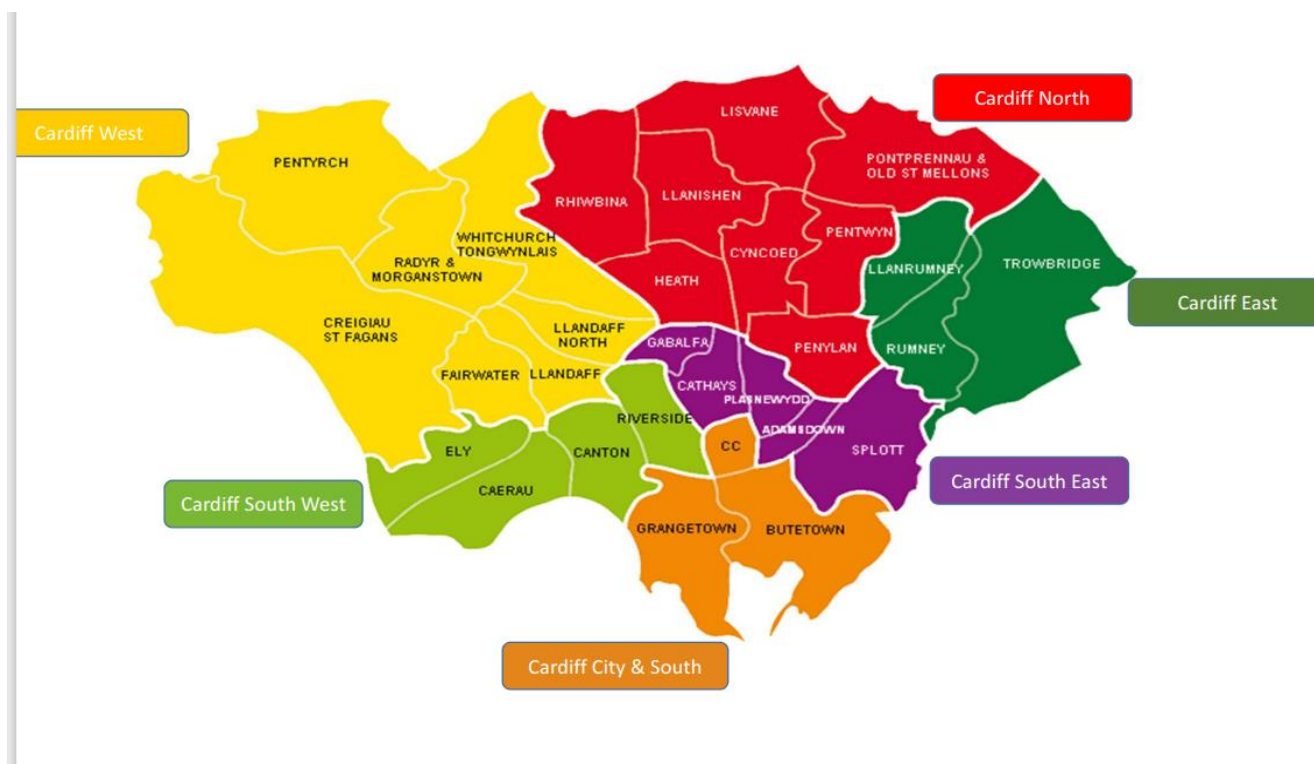 Cardiff North
Cardiff West
LISVANE
PENTYRCH
PONTPRENNAU &
OLD ST MELLONS
RHIWBINA
LLANISHEN
WHITCHURCH
TONGWYNLAIS
PENTWYN
CYNCOED
RADYR &
MORGANSTOWN
LLANRUMNEY
TROWBRIDGE
HEATH
Cardiff East
CREIGIAU
ST FAGANS
LLANDAFF
NORTH
GABALFA
PENYLAN
RUMNEY
FAIRWATER
LLANDAFF
CATHAYS
PLASNEWYDD
RIVERSIDE
ADAMSDOWN
ELY
CANTON
CC
SPLOTT
CAERAU
Cardiff South East
Cardiff South West
GRANGETOWN
BUTETOWN
Cardiff City & South